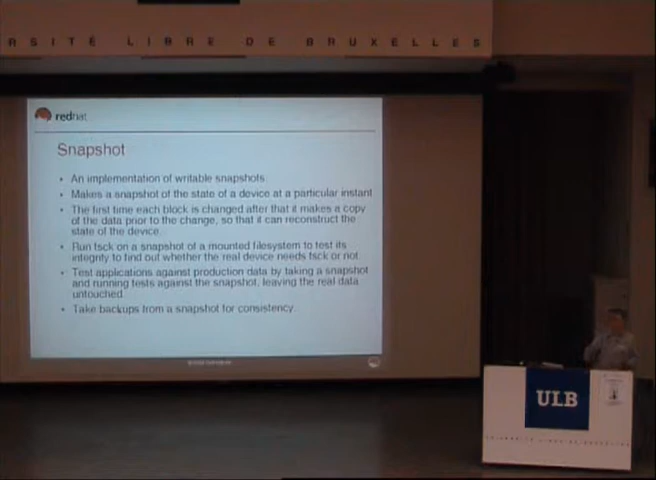 RSITÉ LIBRE DE BRUXELLES
redhat
Snapshot
• An implementation of writable snapshots
• Makes a snapshot of the state of a device at a particular instant
• The first time each block is changed after that it makes a copy
of the data prior to the change, so that it can reconstruct the
state of the device.
• Run fsck on a snapshot of a mounted filesystem to test its
integrity to find out whether the real device needs fsck or not
• Test applications against production data by taking a snapshot
and running tests against the snapshot, leaving the real data
untouched
• Take backups from a snapshot for consistency.
ULB